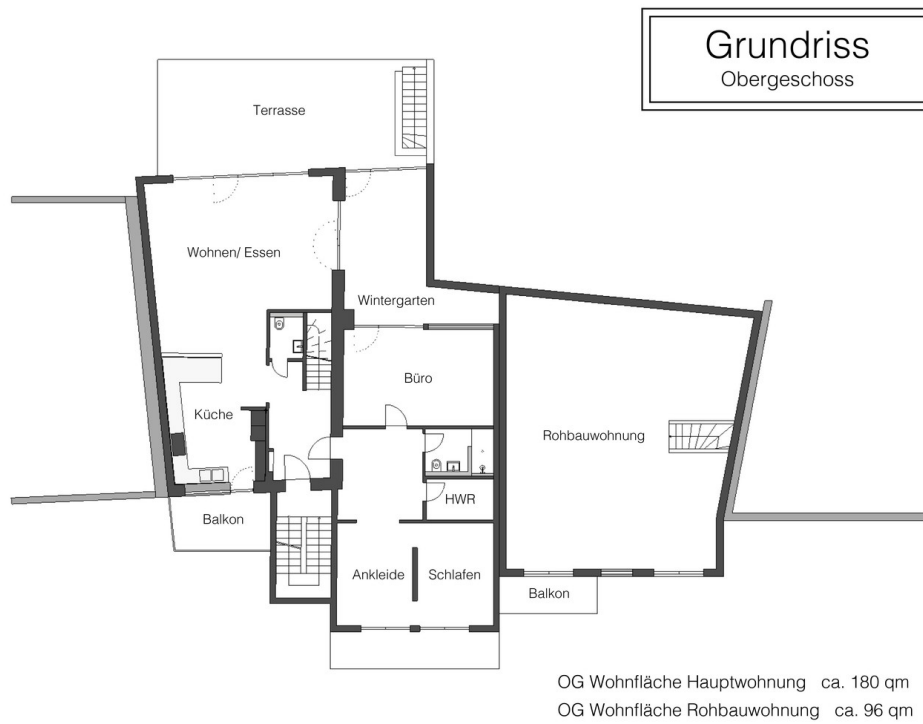 Grundriss
Obergeschoss
Terrasse
Wohnen/ Essen
Wintergarten
Büro
Küche
Rohbauwohnung
HWR
Balkon
Ankleide
Schlafen
Balkon
OG Wohnfläche Hauptwohnung ca. 180 qm
OG Wohnfläche Rohbauwohnung ca. 96 qm